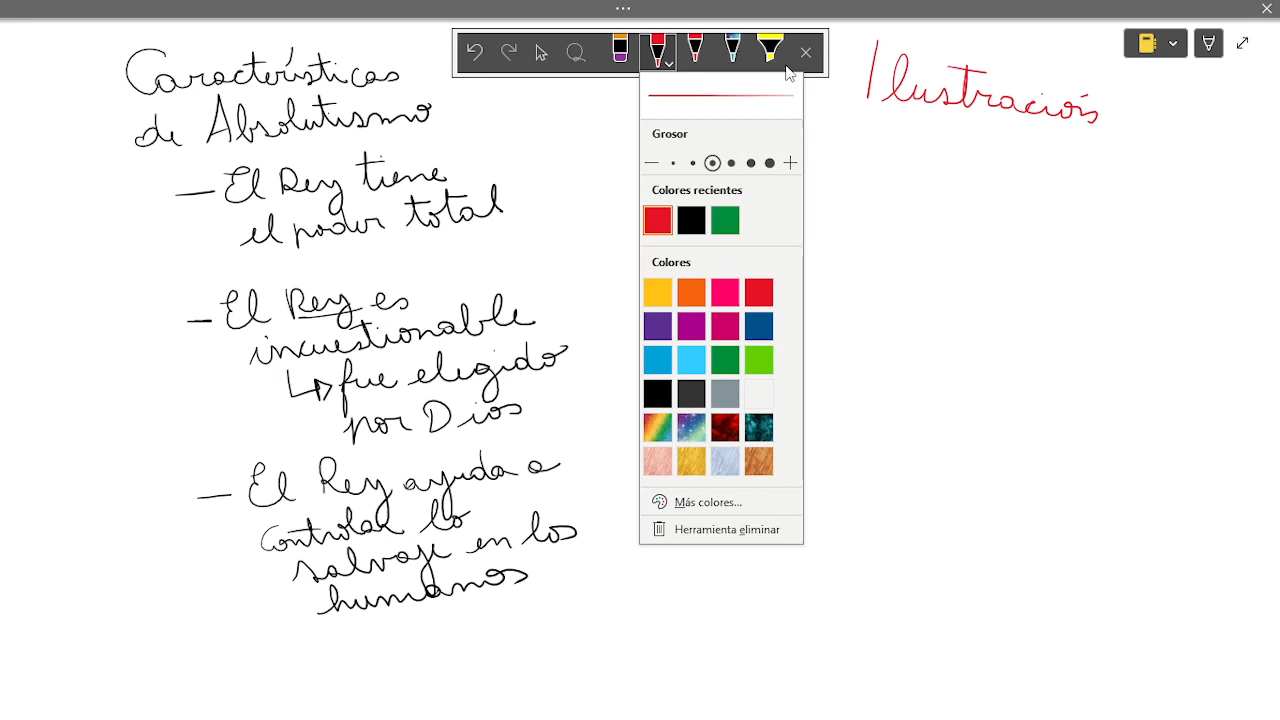 Características
de Absolutismo
— El Rey tiene
el poder total
— El Rey es
incuestionable
↳ fue elegido
por Dios
— El Rey ayuda a
controlar lo
salvaje en los
humanos
Grosor
Colores recientes
Colores
Más colores...
Herramienta eliminar
Ilustración